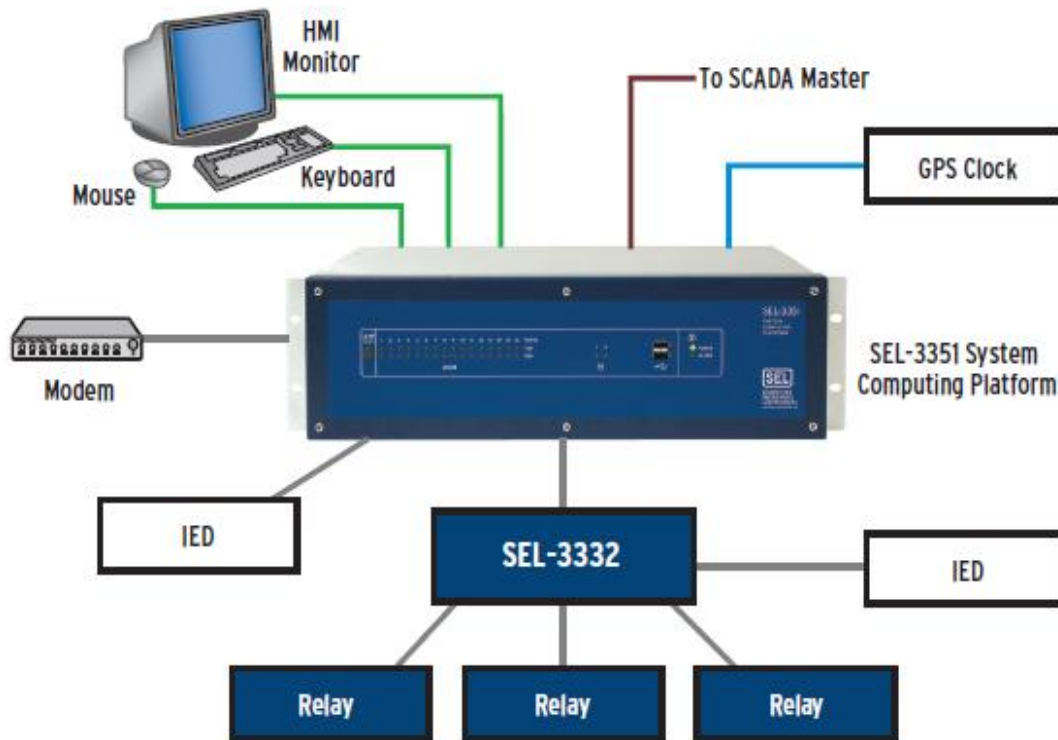 HMI
Monitor
To SCADA Master
GPS Clock
Keyboard
Mouse
SEL
SEL-3351 System
Computing Platform
Modem
IED
SEL-3332
IED
Relay
Relay
Relay